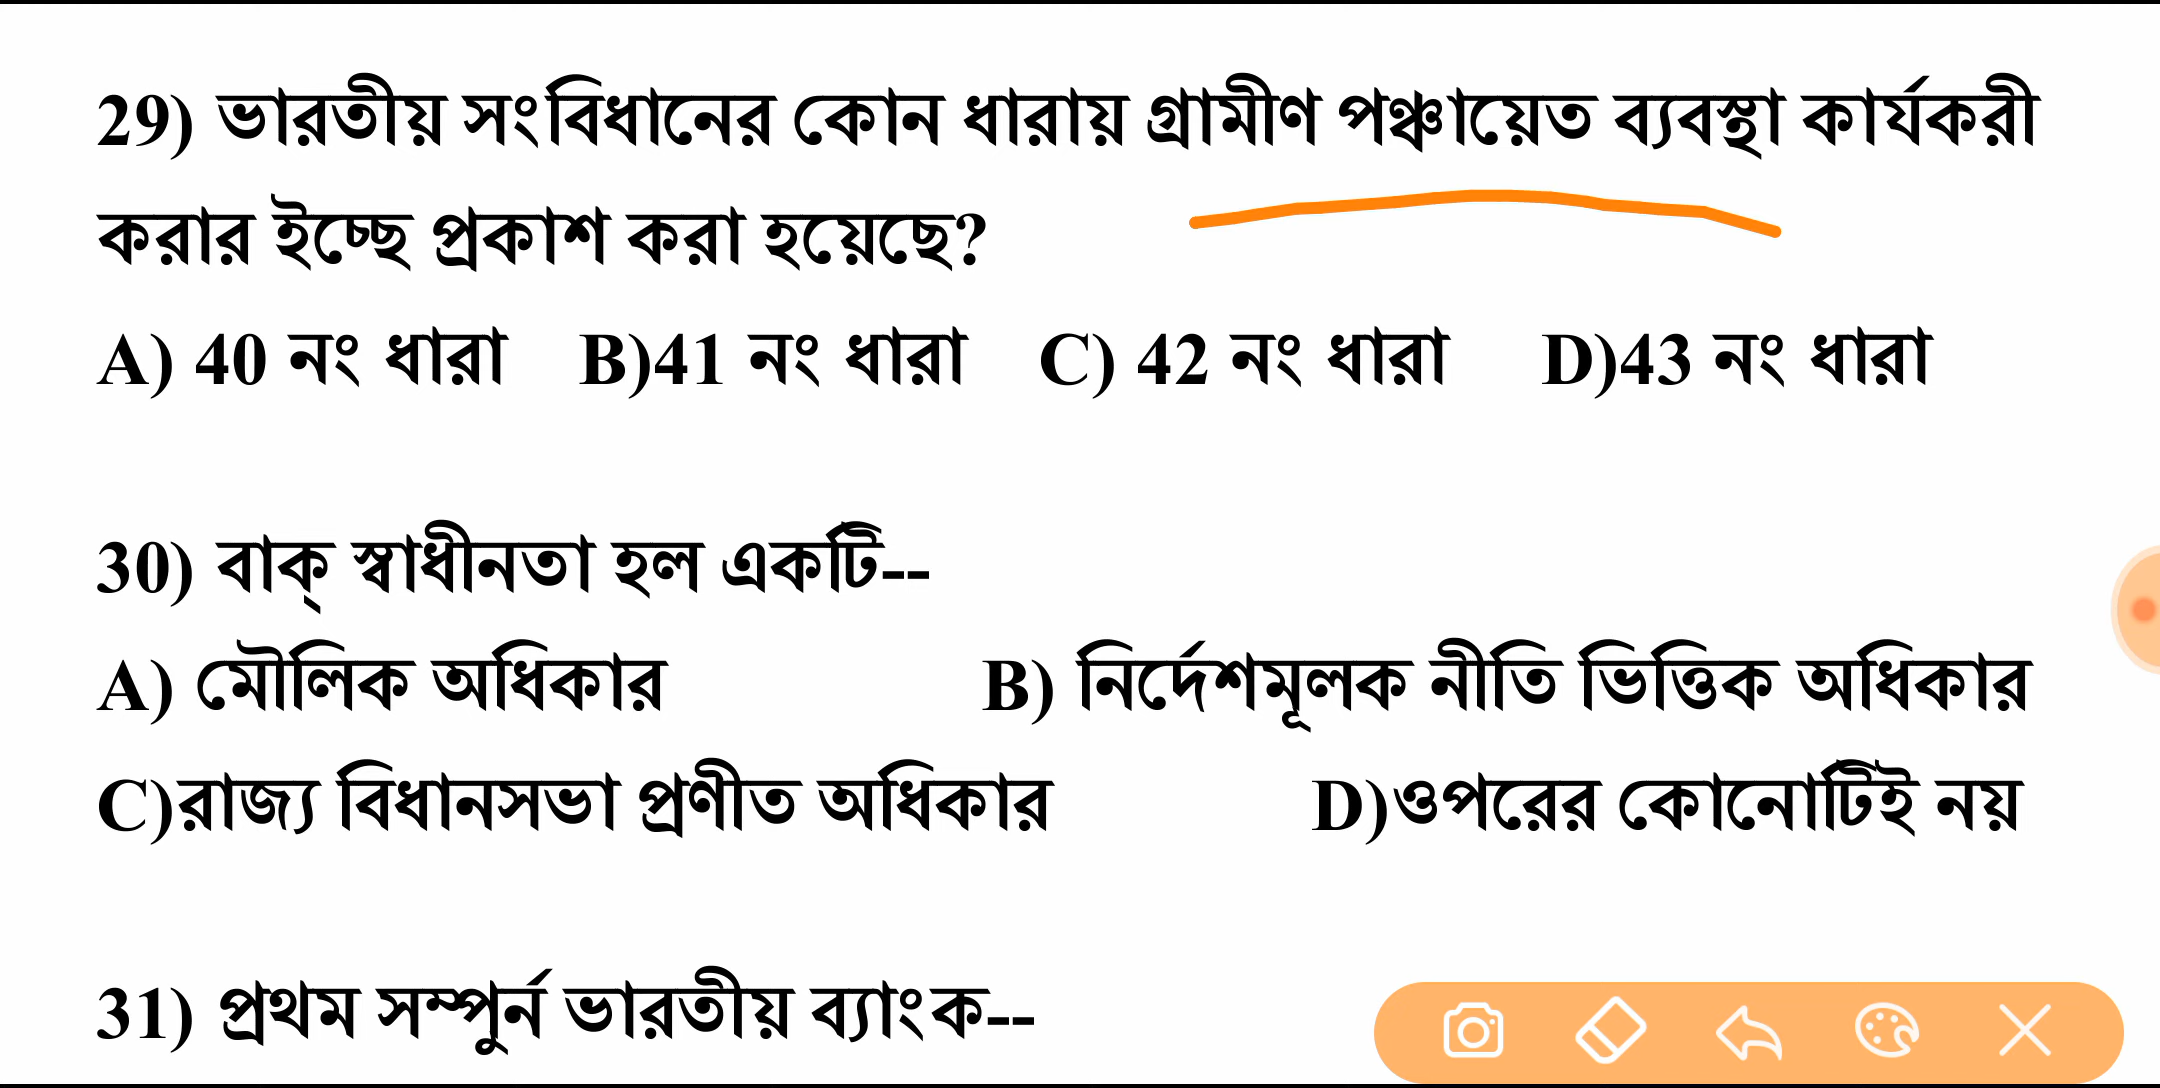 29) ভারতীয় সংবিধানের কোন ধারায় গ্রামীণ পঞ্চায়েত ব্যবস্থা কার্যকরী
করার ইচ্ছে প্রকাশ করা হয়েছে?
A) 40 নং ধারা B)41 নং ধারা C) 42 নং ধারা D)43 নং ধারা
30) বাক্ স্বাধীনতা হল একটি--
A) মৌলিক অধিকার B) নির্দেশমূলক নীতি ভিত্তিক অধিকার
C)রাজ্য বিধানসভা প্রণীত অধিকার D)ওপরের কোনোটিই নয়
31) প্রথম সম্পুর্ন ভারতীয় ব্যাংক--